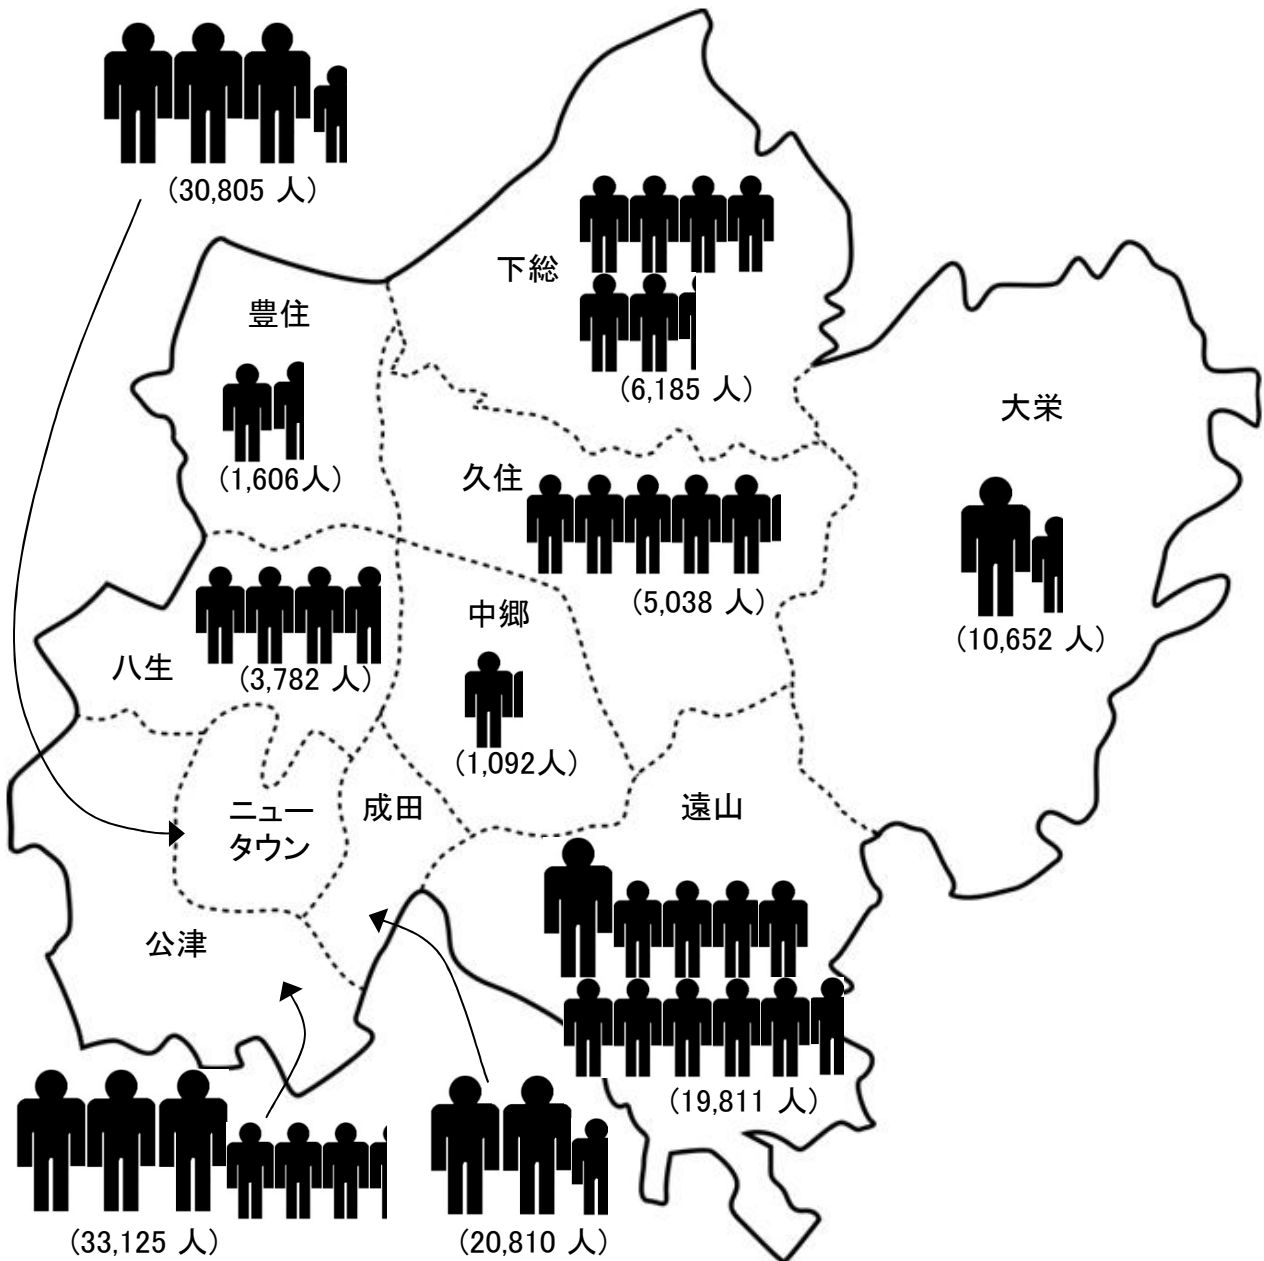 (30,805 人)
下総
(6,185 人)
豊住
(1,606人)
大栄
(10,652 人)
久住
(5,038 人)
中郷
(1,092人)
八生
(3,782 人)
ニュー
タウン
成田
遠山
(19,811 人)
公津
(33,125 人)
(20,810 人)